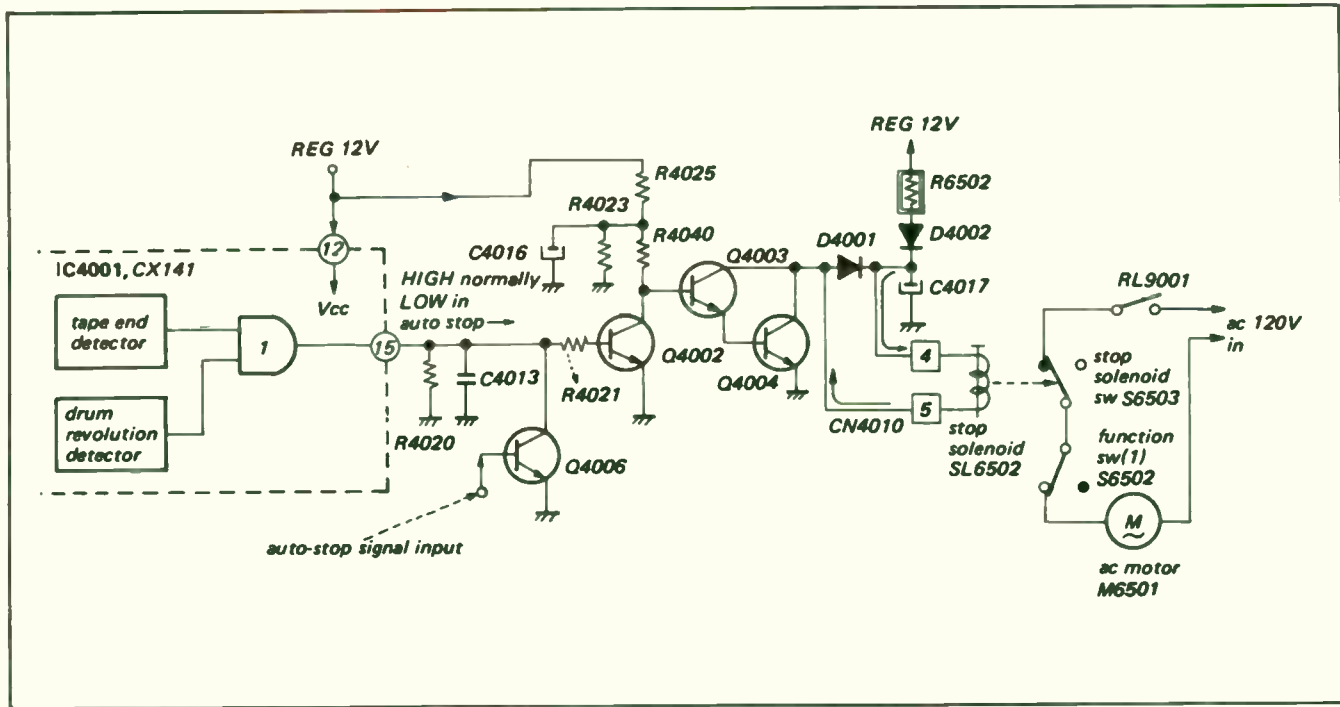 REG 12V
IC4001, CX141
tape end
detector
drum
revolution
detector
1
12
Vcc
15
HIGH normally
LOW in
auto stop
R4020
C4013
R4021
Q4006
auto-stop signal input
C4016
R4023
R4025
R4040
Q4002
Q4003
Q4004
D4001
REG 12V
R6502
D4002
C4017
4
5
CN4010
stop
solenoid
SL6502
RL9001
ac 120V
in
stop
solenoid
sw S6503
function
sw(1)
S6502
M
ac motor
M6501